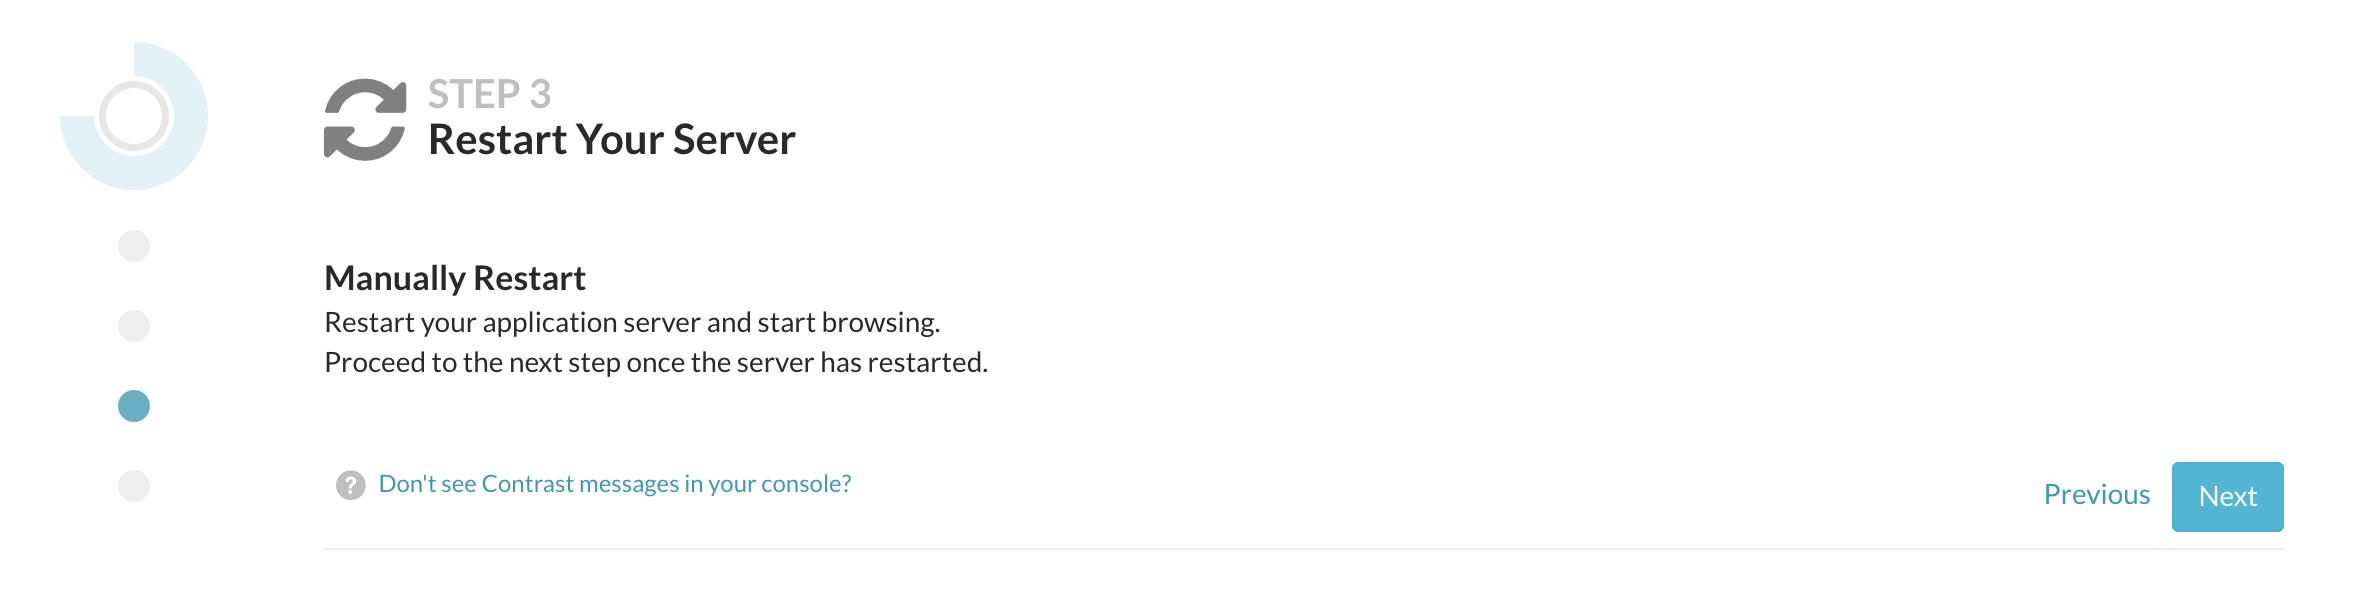 STEP 3
Restart Your Server
Manually Restart
Restart your application server and start browsing.
Proceed to the next step once the server has restarted.
? Don't see Contrast messages in your console?
Previous Next